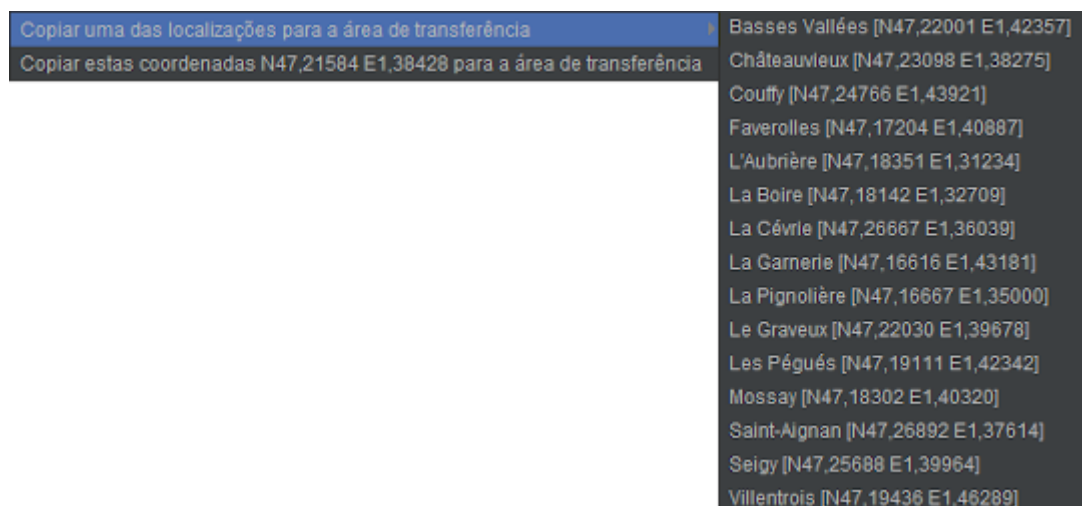 Copiar uma das localizações para a área de transferência
Copiar estas coordenadas N47,21584 E1,38428 para a área de transferência
Basses Vallées [N47,22001 E1,42357]
Châteauvieux [N47,23098 E1,38275]
Couffy [N47,24766 E1,43921]
Faverolles [N47,17204 E1,40887]
L'Aubrière [N47,18351 E1,31234]
La Boire [N47,18142 E1,32709]
La Cévrie [N47,26667 E1,36039]
La Garnerie [N47,16616 E1,43181]
La Pignolière [N47,16667 E1,35000]
Le Graveux [N47,22030 E1,39678]
Les Pégués [N47,19111 E1,42342]
Mossay [N47,18302 E1,40320]
Saint-Aignan [N47,26892 E1,37614]
Seigy [N47,25688 E1,39964]
Villentrois [N47,19436 E1,46289]